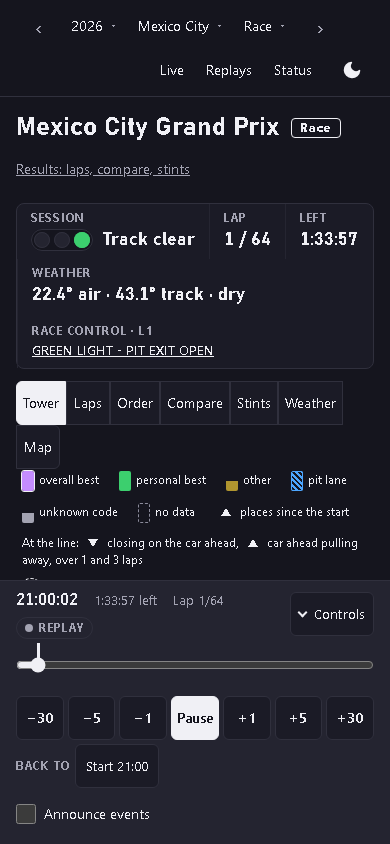 2026 Mexico City Race
Live Replays Status
Mexico City Grand Prix Race
Results: laps, compare, stints
SESSION LAP LEFT
Track clear 1 / 64 1:33:57
WEATHER
22.4° air · 43.1° track · dry
RACE CONTROL · L1
GREEN LIGHT - PIT EXIT OPEN
Tower Laps Order Compare Stints Weather
Map
overall best personal best other pit lane
unknown code no data ▲ places since the start
At the line: ▼ closing on the car ahead, ▲ car ahead pulling
away, over 1 and 3 laps
21:00:02 1:33:57 left Lap 1/64
Controls
REPLAY
−30 −5 −1 Pause +1 +5 +30
BACK TO Start 21:00
Announce events